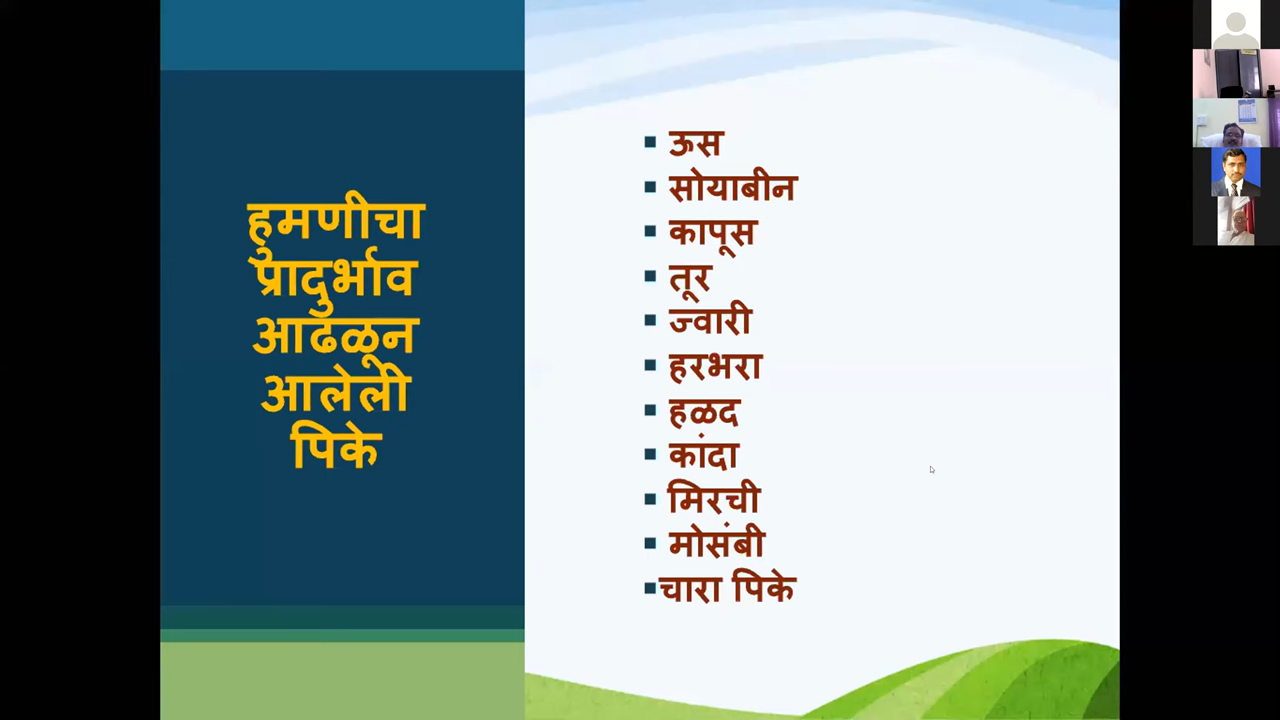 हुमणीचा
प्रादुर्भाव
आढळून
आलेली
पिके
▪ ऊस
▪ सोयाबीन
▪ कापूस
▪ तूर
▪ ज्वारी
▪ हरभरा
▪ हळद
▪ कांदा
▪ मिरची
▪ मोसंबी
▪चारा पिके